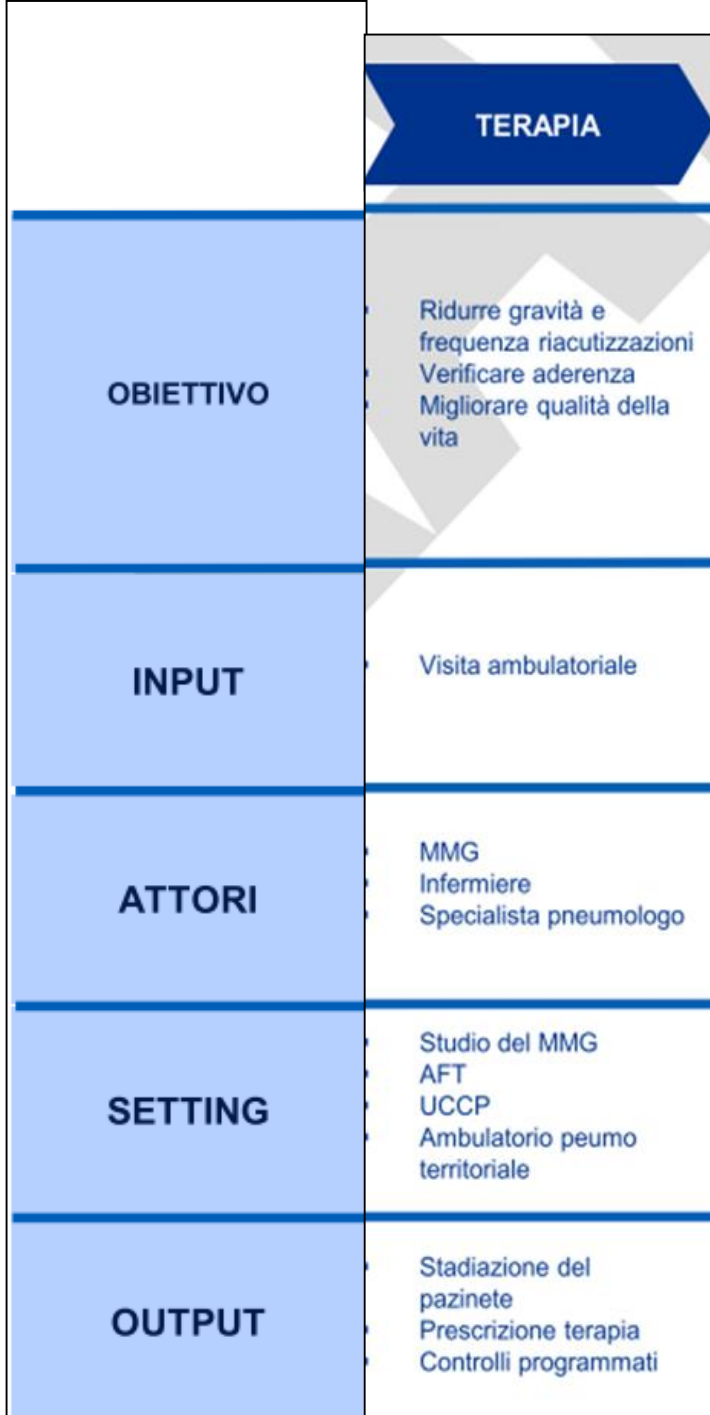 TERAPIA
OBIETTIVO
Ridurre gravità e
frequenza riacutizzazioni
Verificare aderenza
Migliorare qualità della
vita
INPUT
Visita ambulatoriale
ATTORI
MMG
Infermiere
Specialista pneumologo
SETTING
Studio del MMG
AFT
UCCP
Ambulatorio peumo
territoriale
OUTPUT
Stadiazione del
pazinete
Prescrizione terapia
Controlli programmati